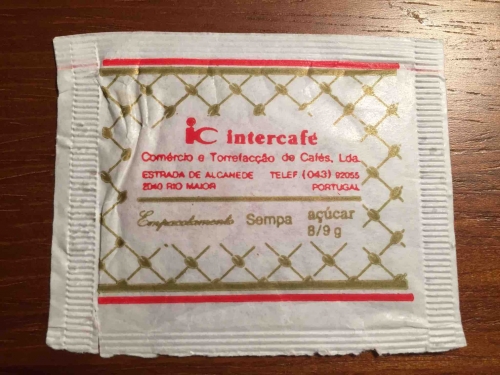 ic intercafé
Comércio e Torrefacção de Cafés, Lda.
ESTRADA DE ALCANEDE TELEF (043) 92055
2040 RIO MAIOR PORTUGAL
Empacotamento Sempa açúcar
8/9 g